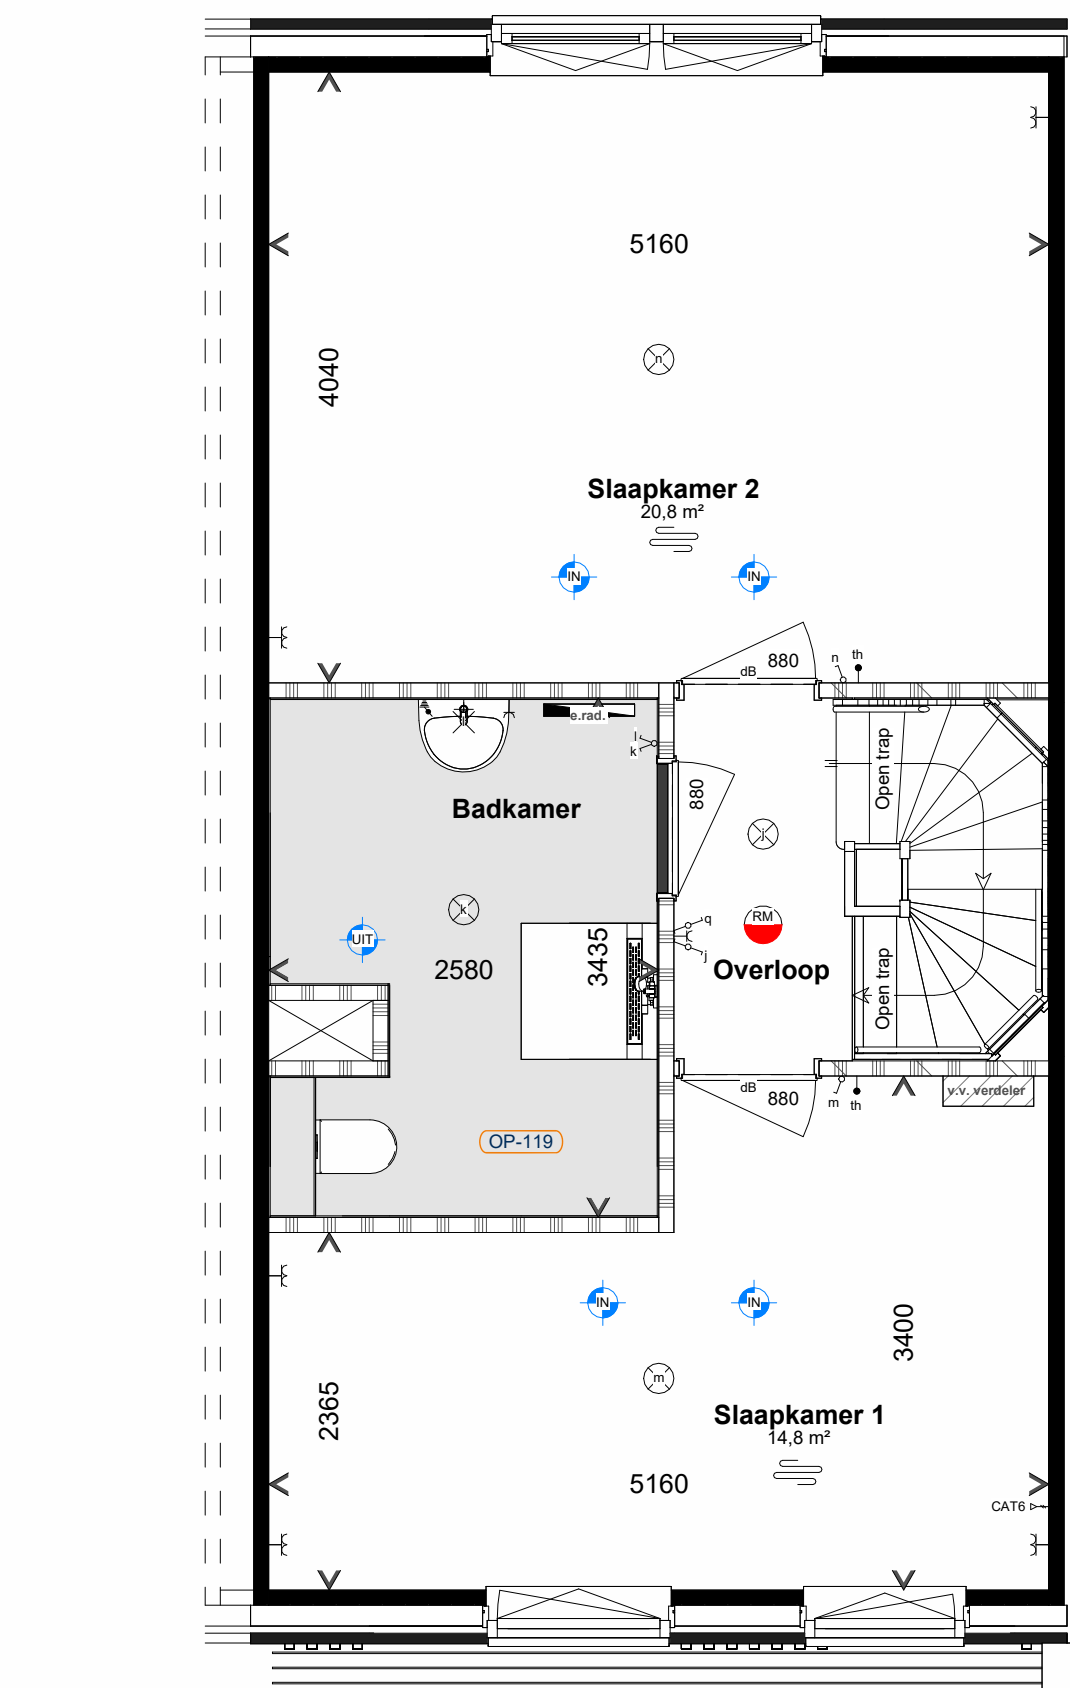 5160
4040
n
Slaapkamer 2
20,8 m²
IN
IN
dB
880
n
th
e.rad.
l
k
880
Badkamer
Open trap
j
k
RM
q
j
UIT
2580
3435
Overloop
Open trap
dB
880
m
th
v.v. verdeler
OP-119
IN
IN
3400
m
2365
Slaapkamer 1
14,8 m²
5160
CAT6